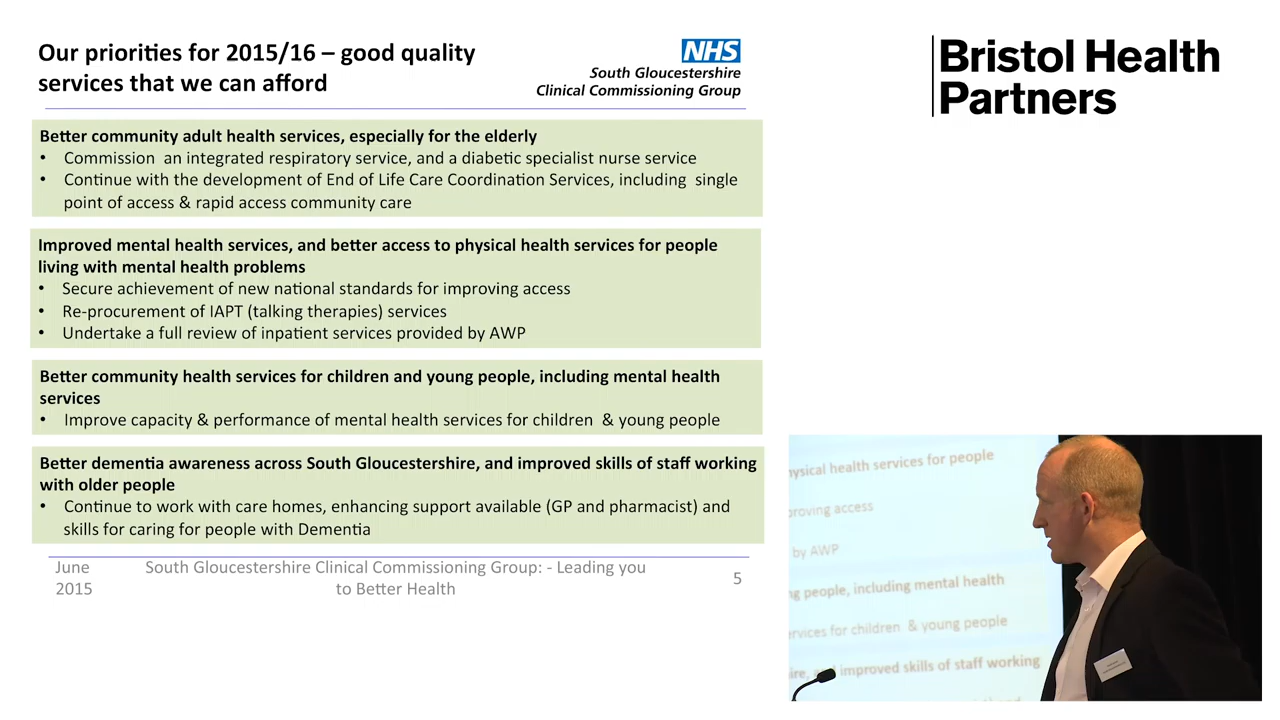 Our priorities for 2015/16 – good quality
services that we can afford
NHS
South Gloucestershire
Clinical Commissioning Group
Better community adult health services, especially for the elderly
• Commission an integrated respiratory service, and a diabetic specialist nurse service
• Continue with the development of End of Life Care Coordination Services, including single
point of access & rapid access community care
Improved mental health services, and better access to physical health services for people
living with mental health problems
• Secure achievement of new national standards for improving access
• Re-procurement of IAPT (talking therapies) services
• Undertake a full review of inpatient services provided by AWP
Better community health services for children and young people, including mental health
services
• Improve capacity & performance of mental health services for children & young people
Better dementia awareness across South Gloucestershire, and improved skills of staff working
with older people
• Continue to work with care homes, enhancing support available (GP and pharmacist) and
skills for caring for people with Dementia
June
2015
South Gloucestershire Clinical Commissioning Group: - Leading you
to Better Health
5
Bristol Health
Partners
hysical health services for people
proving access
by AWP
ng people, including mental health
ervices for children & young people
ire, and improved skills of staff working